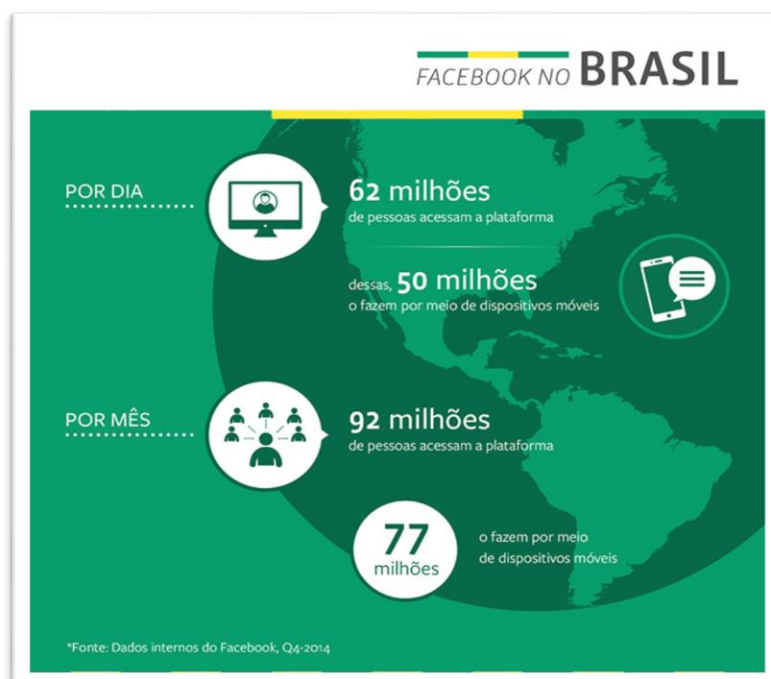 FACEBOOK NO BRASIL
POR DIA
62 milhões
de pessoas acessam a plataforma
dessas, 50 milhões
o fazem por meio de dispositivos móveis
POR MÊS
92 milhões
de pessoas acessam a plataforma
77
milhões
o fazem por meio
de dispositivos móveis
*Fonte: Dados internos do Facebook, Q4-2014